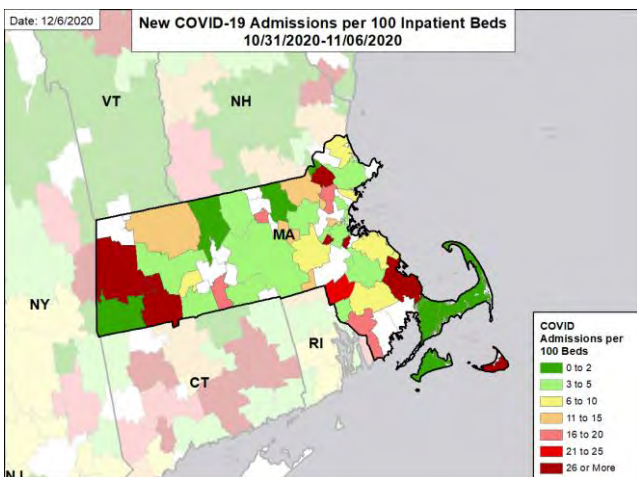 Date: 12/6/2020
New COVID-19 Admissions per 100 Inpatient Beds
10/31/2020-11/06/2020
VT
NH
MA
NY
CT
RI
NJ
COVID
Admissions per
100 Beds
0 to 2
3 to 5
6 to 10
11 to 15
16 to 20
21 to 25
26 or More